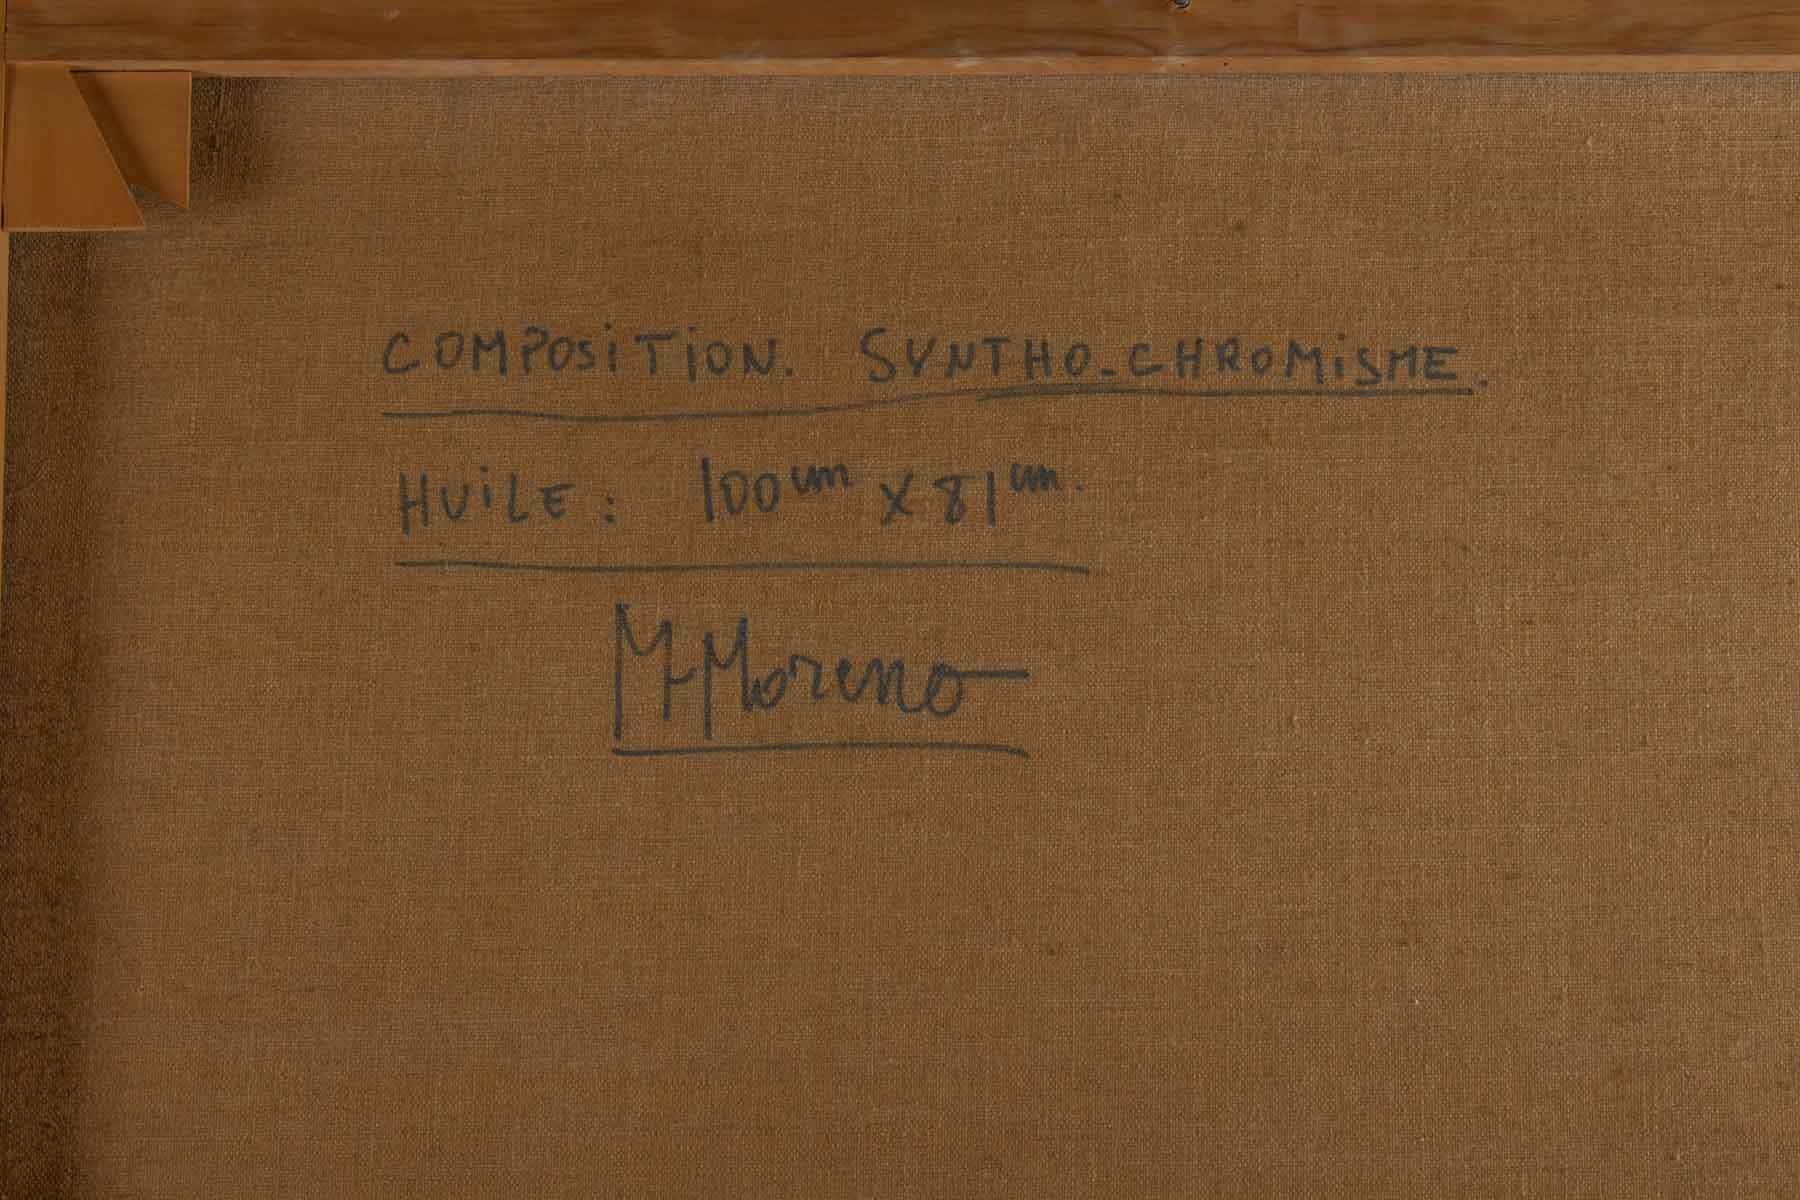 COMPOSITION. SYNTHO-CHROMISME.
HUILE: 100cm x 81cm.
M Moreno